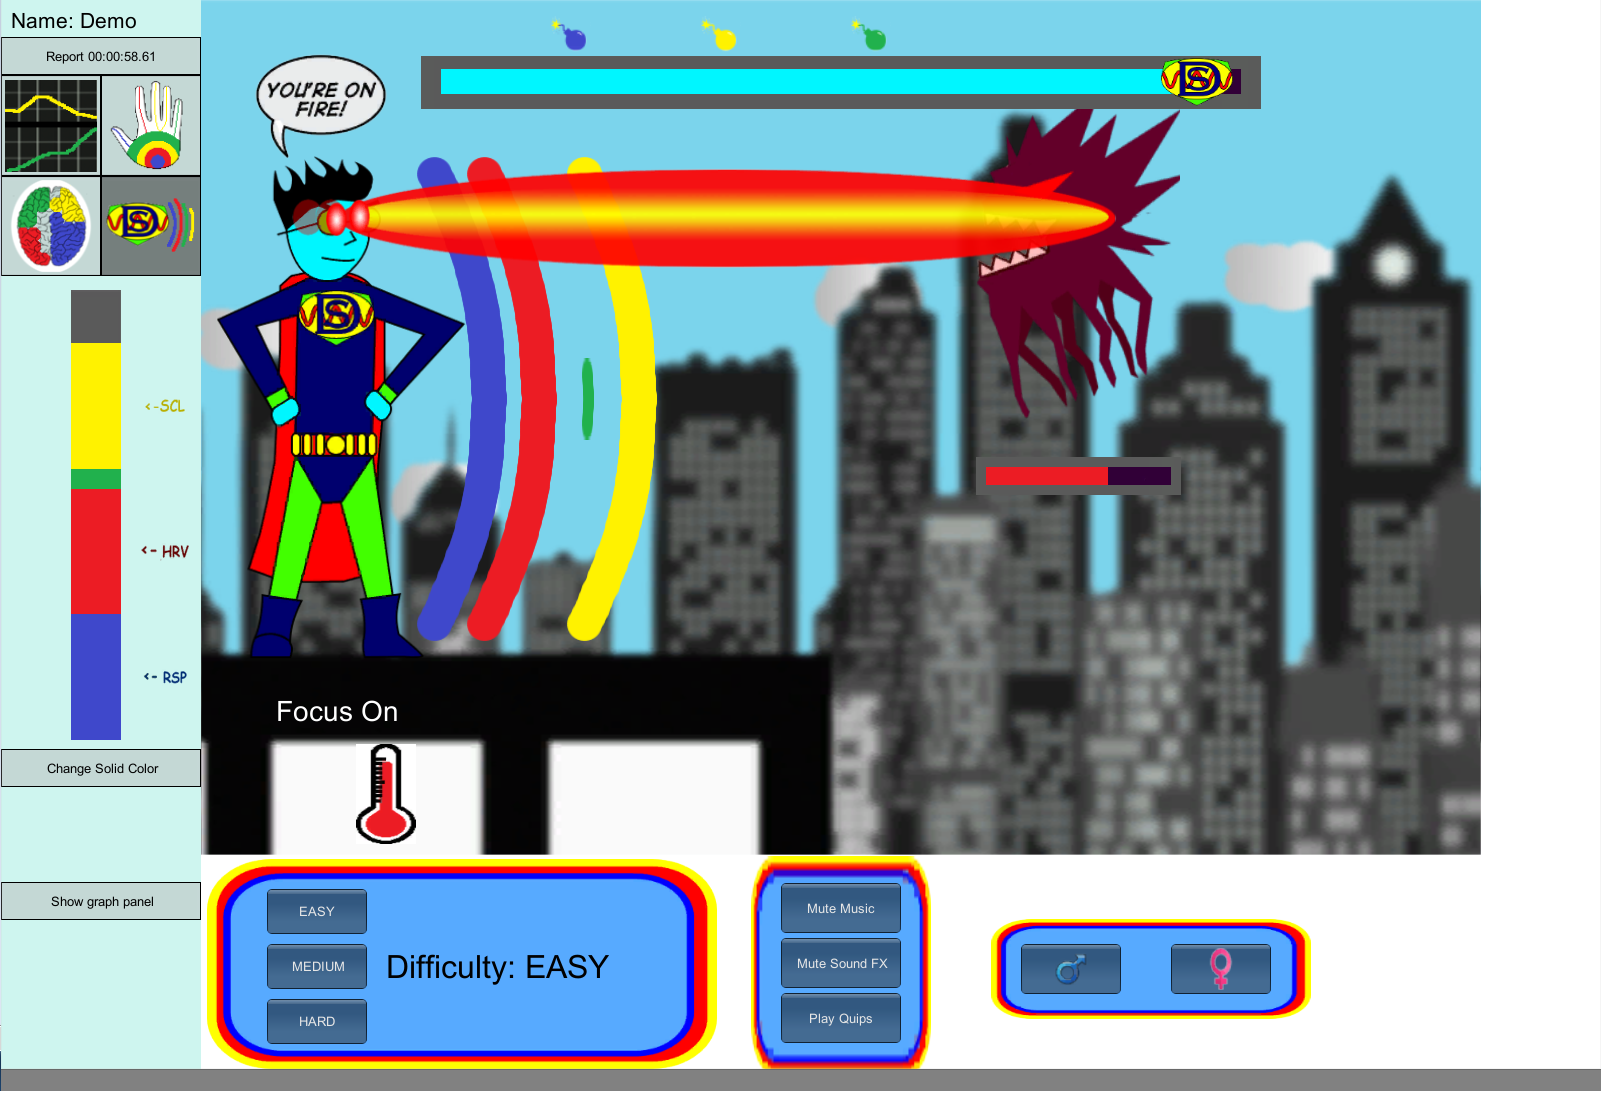 Name: Demo
Report 00:00:58.61
YOU'RE ON
FIRE!
<-SCL
<- HRV
<- RSP
Change Solid Color
Show graph panel
Focus On
EASY
MEDIUM
HARD
Difficulty: EASY
Mute Music
Mute Sound FX
Play Quips